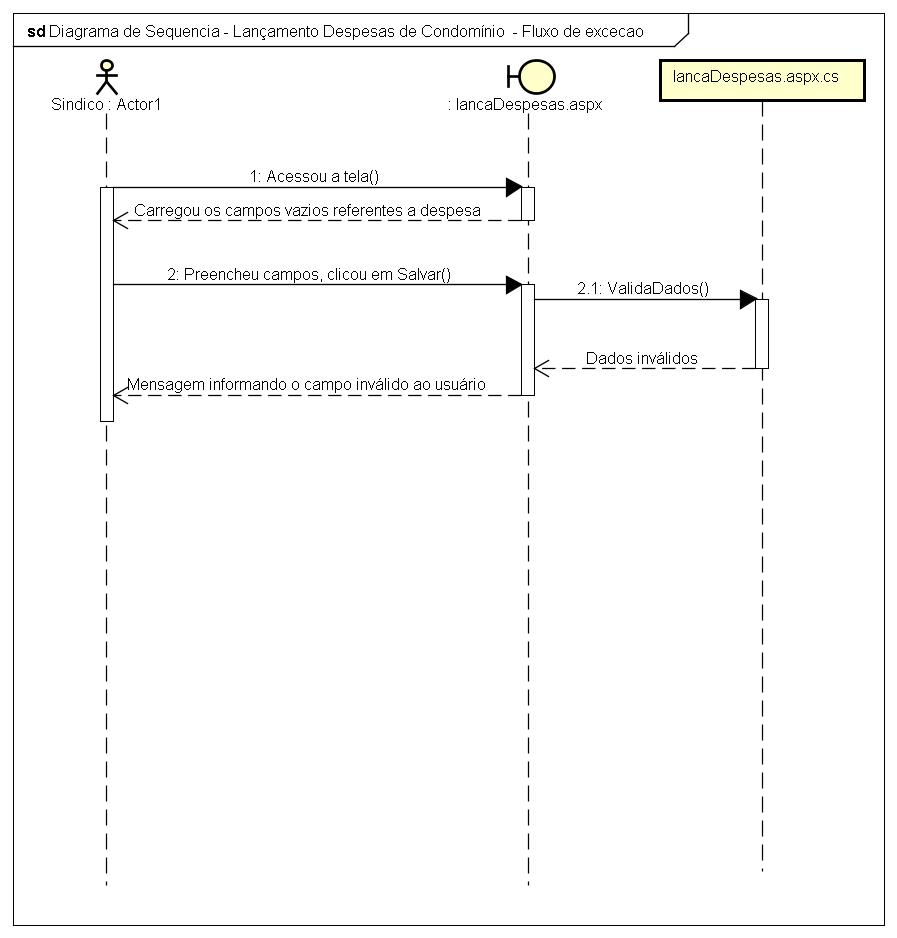 sd Diagrama de Sequencia - Lançamento Despesas de Condomínio - Fluxo de excecao
Sindico : Actor1
: lancaDespesas.aspx
lancaDespesas.aspx.cs
1: Acessou a tela()
Carregou os campos vazios referentes a despesa
2: Preencheu campos, clicou em Salvar()
2.1: ValidaDados()
Dados inválidos
Mensagem informando o campo inválido ao usuário